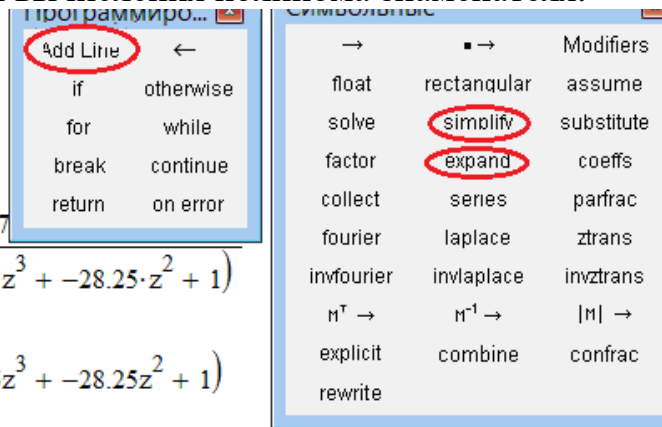 Программиро...
Add Line ←
if otherwise
for while
break continue
return on error
z³ + -28.25·z² + 1)
z³ + -28.25z² + 1)
Символьные
→ ▪ → Modifiers
float rectangular assume
solve simplify substitute
factor expand coeffs
collect series parfrac
fourier laplace ztrans
invfourier invlaplace invztrans
Mᵀ → M⁻¹ → |M| →
explicit combine confrac
rewrite